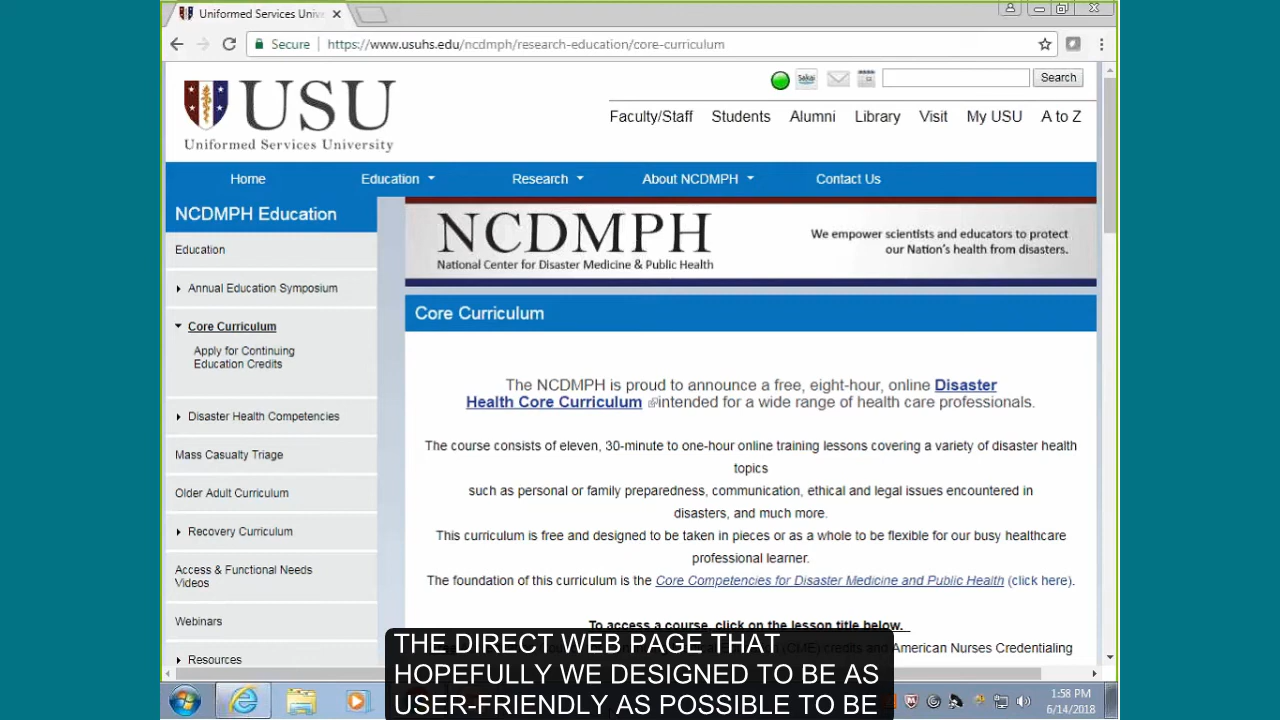 Uniformed Services Unive
Secure
https://www.usuhs.edu/ncdmph/research-education/core-curriculum
USU
Uniformed Services University
Sakai
Search
Faculty/Staff Students Alumni Library Visit My USU A to Z
Home Education Research About NCDMPH Contact Us
NCDMPH Education
Education
Annual Education Symposium
Core Curriculum
Apply for Continuing
Education Credits
Disaster Health Competencies
Mass Casualty Triage
Older Adult Curriculum
Recovery Curriculum
Access & Functional Needs
Videos
Webinars
Resources
NCDMPH
National Center for Disaster Medicine & Public Health
We empower scientists and educators to protect
our Nation's health from disasters.
Core Curriculum
The NCDMPH is proud to announce a free, eight-hour, online Disaster
Health Core Curriculum intended for a wide range of health care professionals.
The course consists of eleven, 30-minute to one-hour online training lessons covering a variety of disaster health
topics
such as personal or family preparedness, communication, ethical and legal issues encountered in
disasters, and much more.
This curriculum is free and designed to be taken in pieces or as a whole to be flexible for our busy healthcare
professional learner.
The foundation of this curriculum is the Core Competencies for Disaster Medicine and Public Health (click here).
To access a course, click on the lesson title below.
(CME) credits and American Nurses Credentialing
THE DIRECT WEB PAGE THAT
HOPEFULLY WE DESIGNED TO BE AS
USER-FRIENDLY AS POSSIBLE TO BE
1:58 PM
6/14/2018